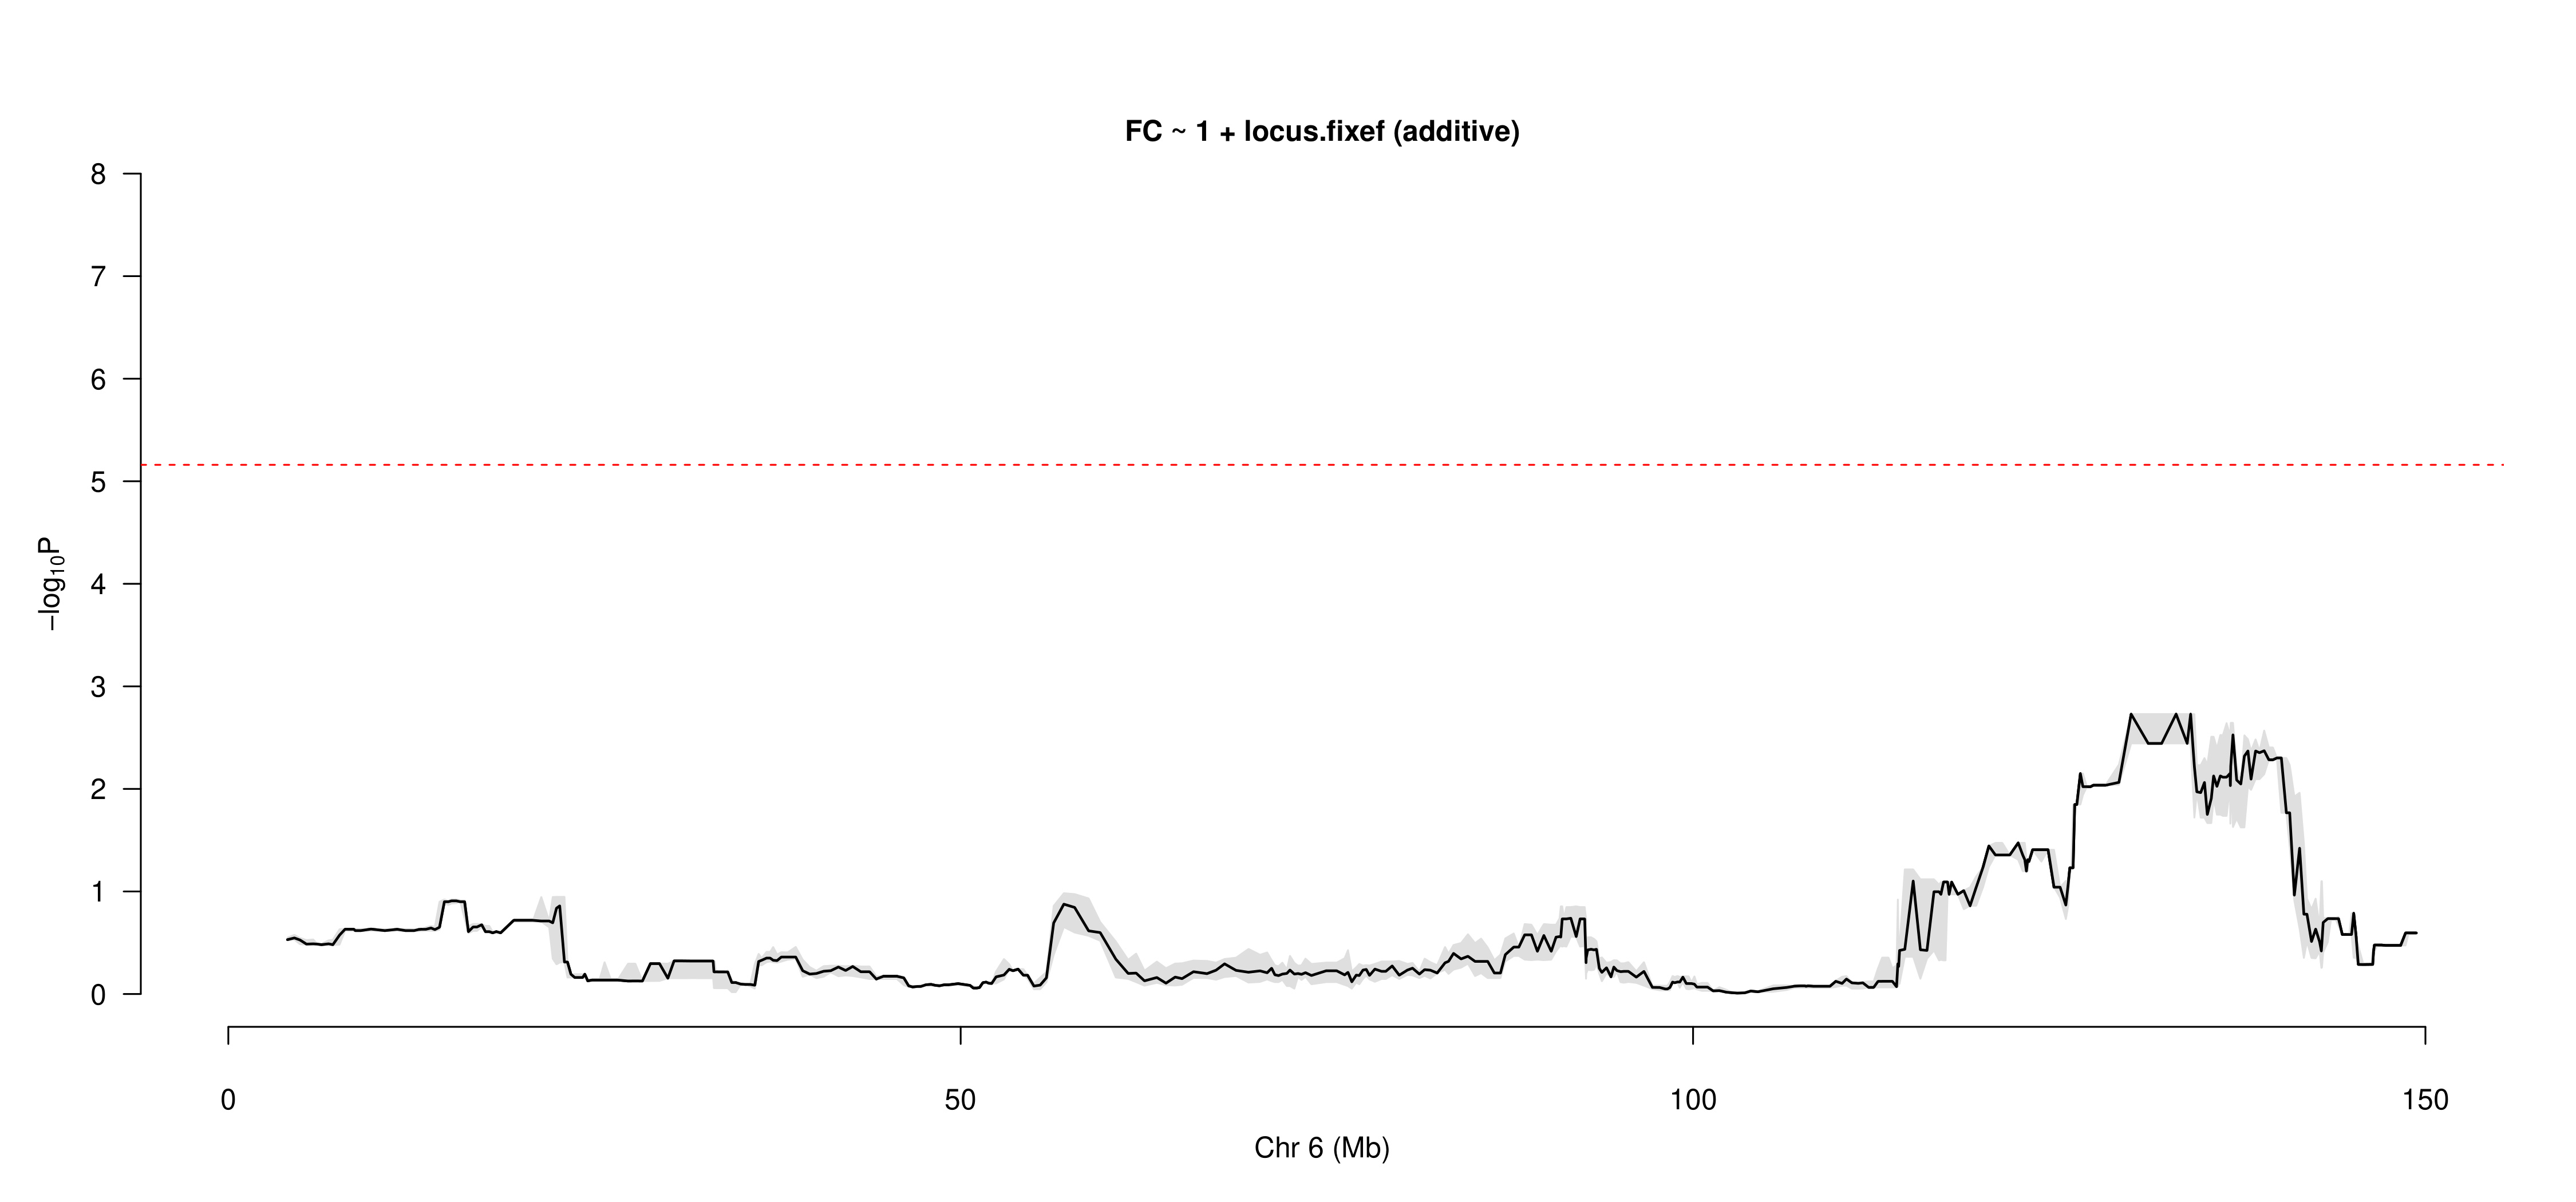 FC ~ 1 + locus.fixef (additive)
8
7
6
5
4
3
2
1
0
−log10P
0 50 100 150
Chr 6 (Mb)